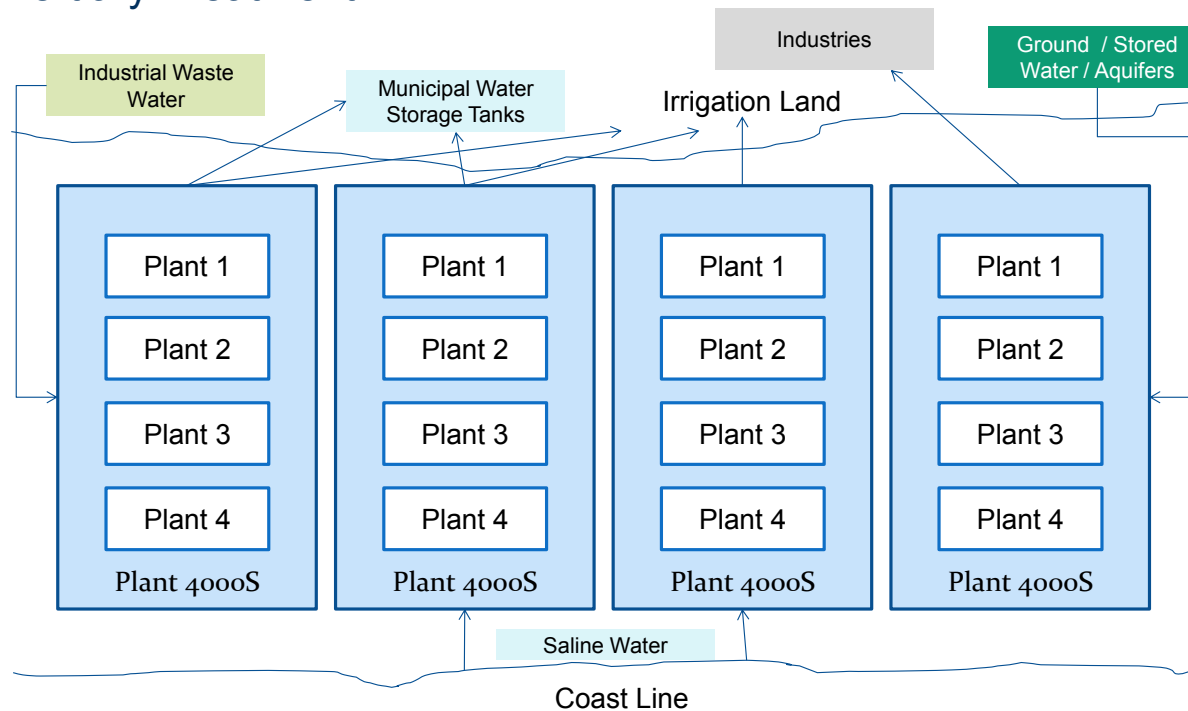 Industrial Waste
Water
Municipal Water
Storage Tanks
Industries
Irrigation Land
Ground / Stored
Water / Aquifers
Plant 1
Plant 2
Plant 3
Plant 4
Plant 4000S
Plant 1
Plant 2
Plant 3
Plant 4
Plant 4000S
Plant 1
Plant 2
Plant 3
Plant 4
Plant 4000S
Plant 1
Plant 2
Plant 3
Plant 4
Plant 4000S
Saline Water
Coast Line